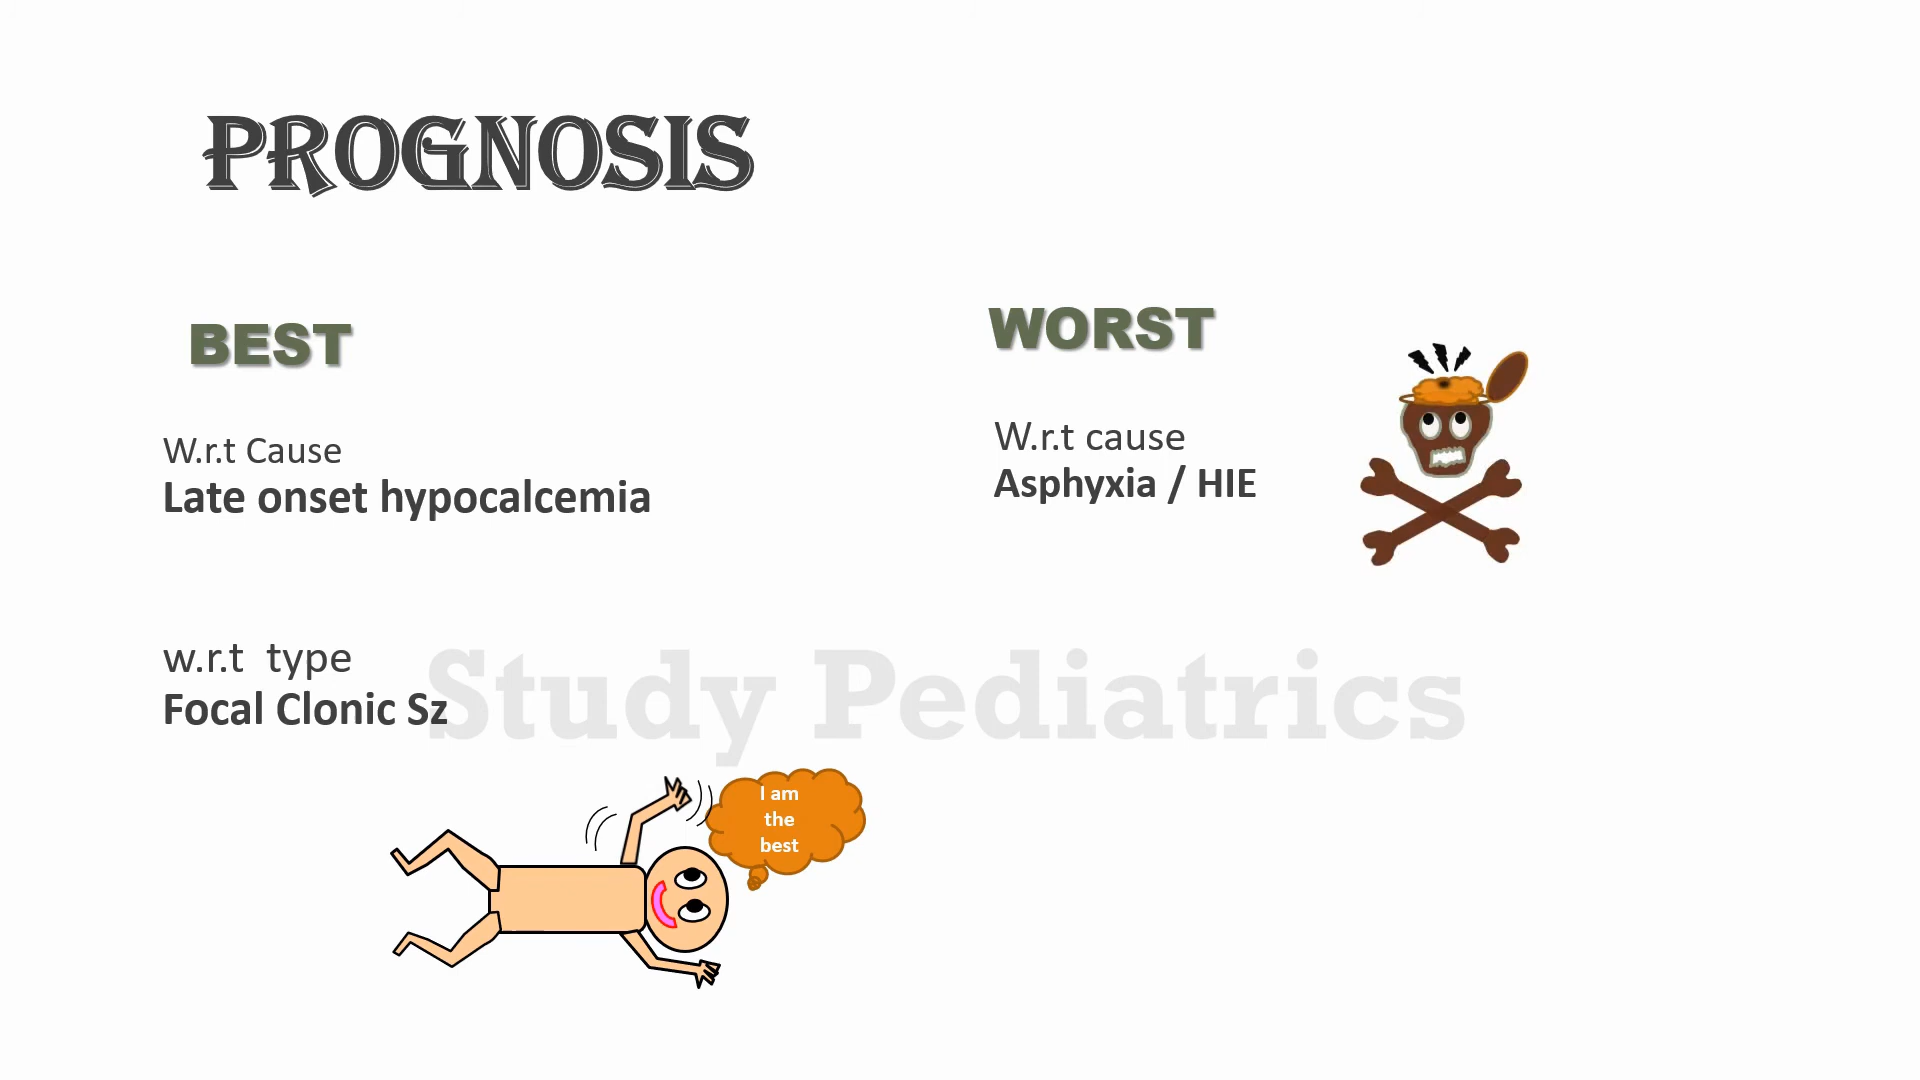 PROGNOSIS
BEST
W.r.t Cause
Late onset hypocalcemia
w.r.t type
Focal Clonic Sz
WORST
W.r.t cause
Asphyxia / HIE
Study Pediatrics
I am
the
best